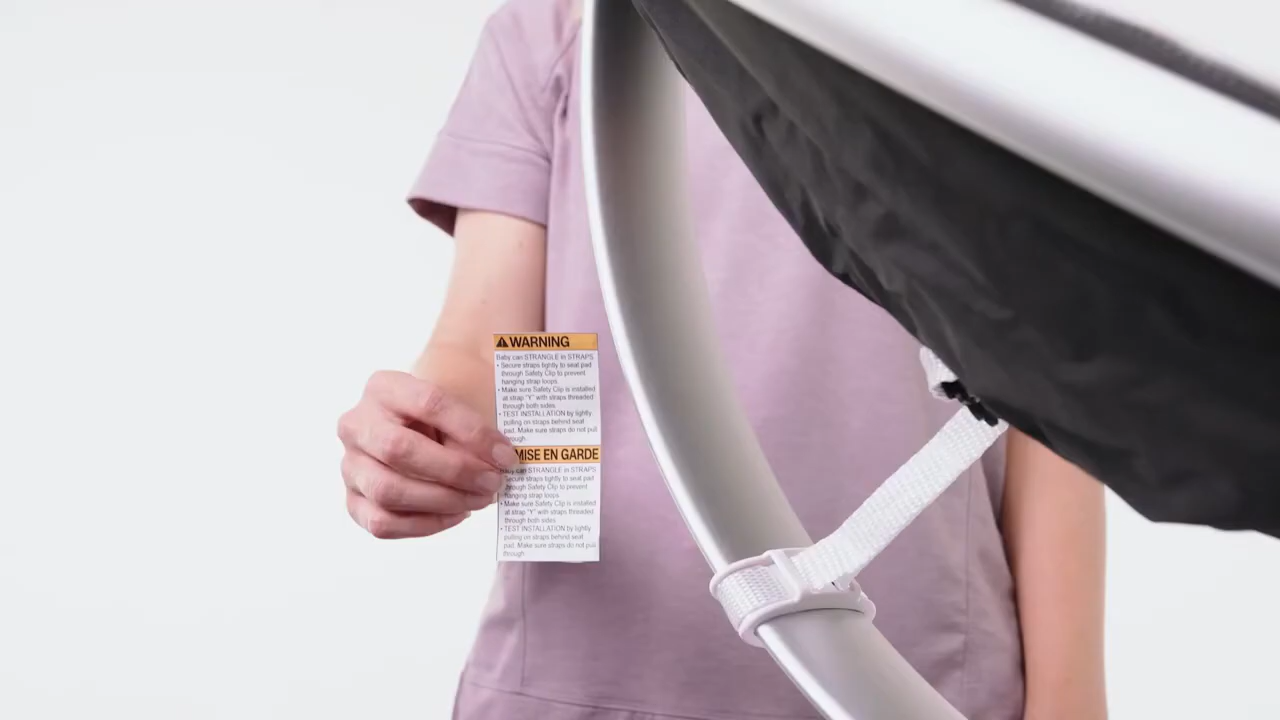 WARNING
Baby can STRANGLE in STRAPS
• Secure straps tightly to seat pad
through Safety Clip to prevent
hanging strap loops.
• Make sure Safety Clip is installed
at strap "Y" with straps threaded
through both sides.
• TEST INSTALLATION by lightly
pulling on straps behind seat
pad. Make sure straps do not pull
through.
MISE EN GARDE
Baby can STRANGLE in STRAPS
Secure straps tightly to seat pad
through Safety Clip to prevent
hanging strap loops
• Make sure Safety Clip is installed
at strap "Y" with straps threaded
through both sides.
• TEST INSTALLATION by lightly
pulling on straps behind seat
pad. Make sure straps do not pull
through